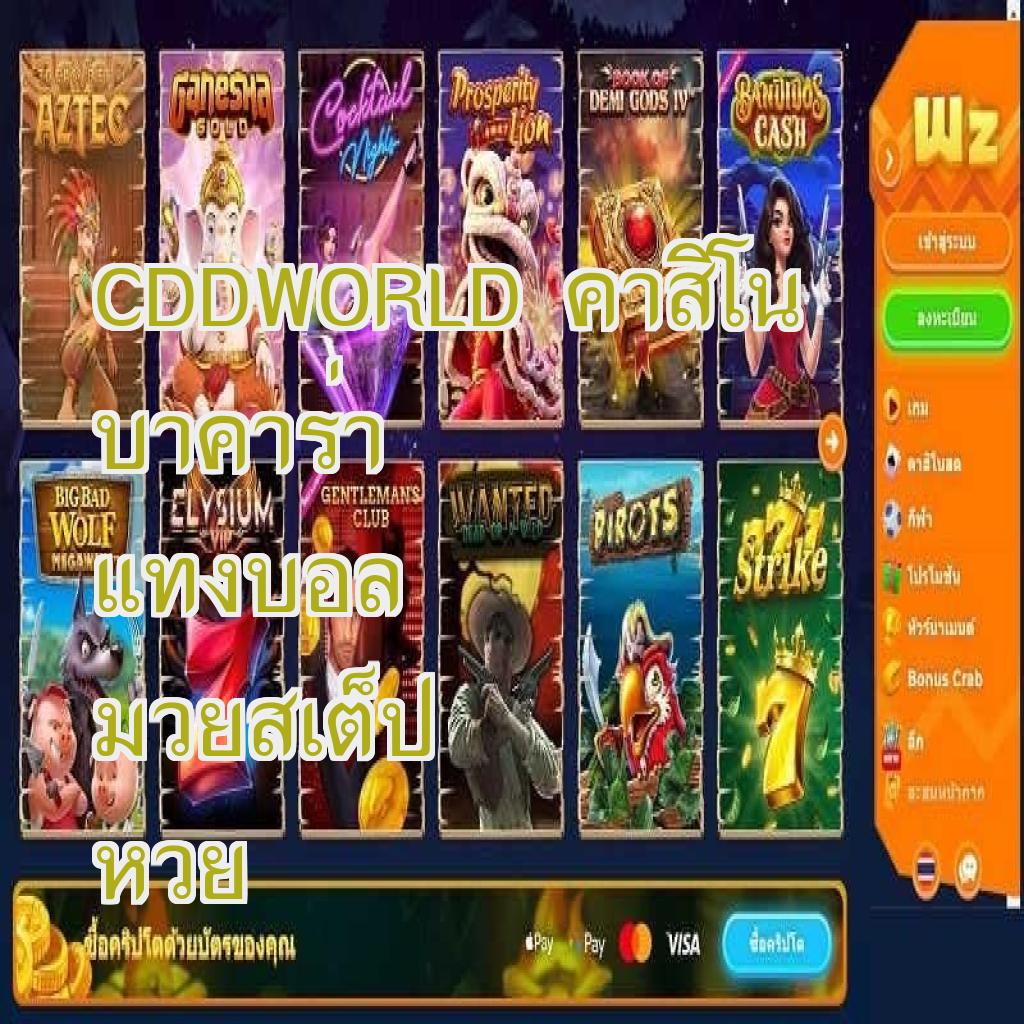 AZTEC
Ganesha
GOLD
Cocktail
Nights
Prosperity
Lion
BOOK OF
DEMI GODS IV
BANDIDOS
CASH
Wz
เข้าสู่ระบบ
ลงทะเบียน
CDDWORLD คาสิโน
บาคาร่า
แทงบอล
มวยสเต็ป
หวย
เกม
คาสิโนสด
กีฬา
โปรโมชั่น
ทัวร์นาเมนต์
Bonus Crab
สะสมหน้ากาก
BIG BAD
WOLF
MEGAWAYS
ELYSIUM
VIP
GENTLEMAN'S
CLUB
WANTED
DEAD OR A WILD
PIROTS
777
Strike
7
ซื้อคริปโตด้วยบัตรของคุณ
Pay
Pay
VISA
ซื้อคริปโต